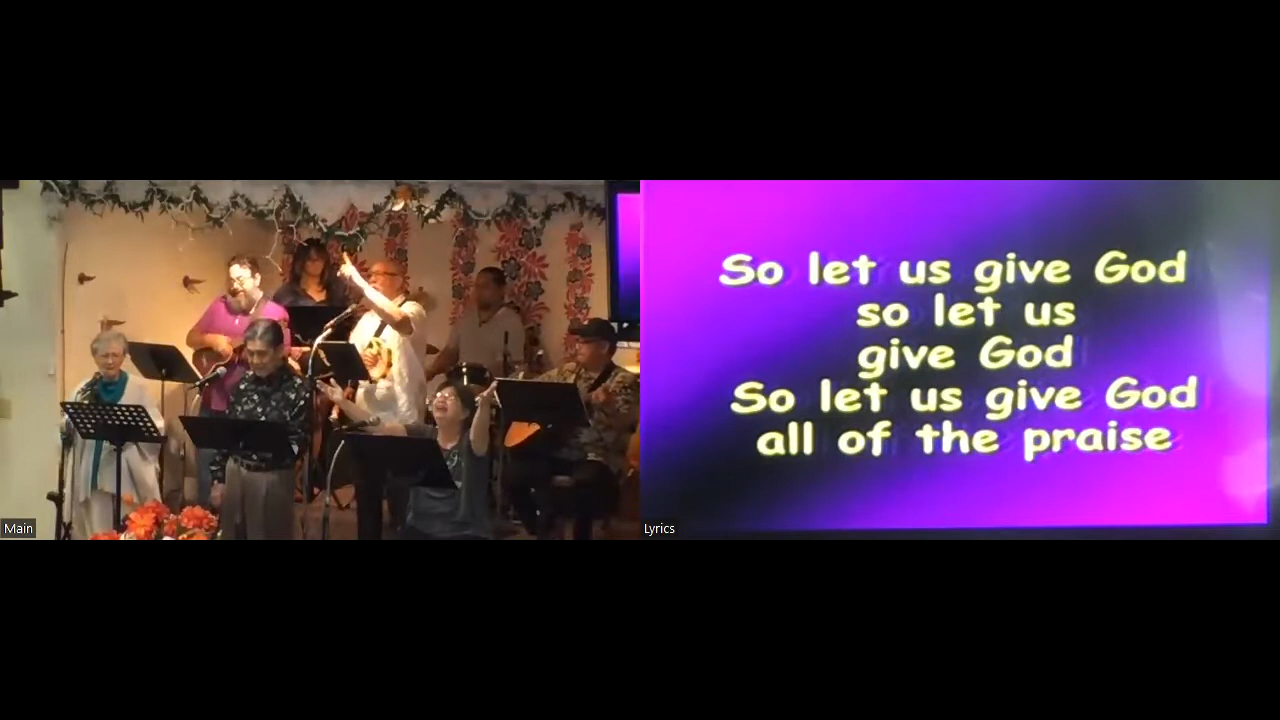 So let us give God
so let us
give God
So let us give God
all of the praise
Main
Lyrics